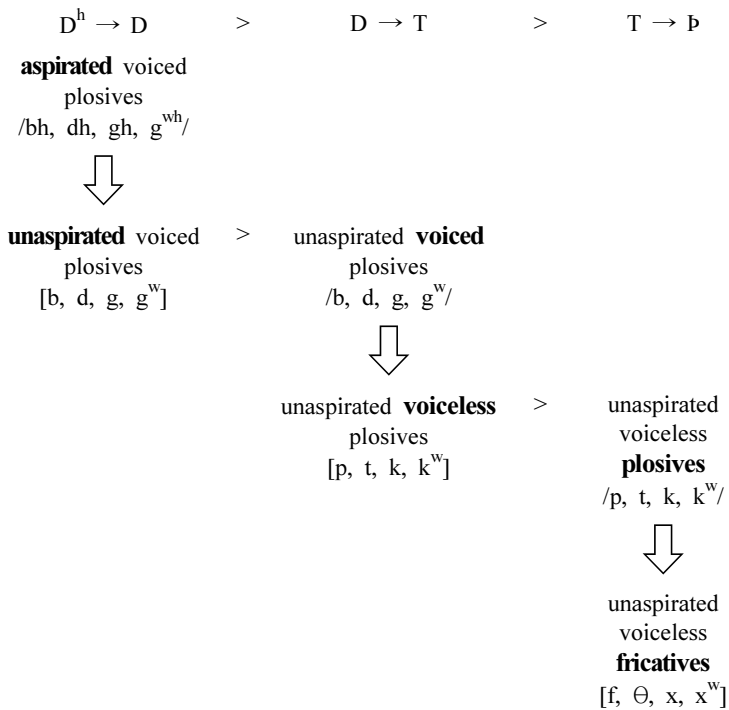 Dʰ → D > D → T > T → Þ
aspirated voiced
plosives
/bh, dh, gh, gʷʰ/
unaspirated voiced > unaspirated voiced
plosives plosives
[b, d, g, gʷ] /b, d, g, gʷ/
unaspirated voiceless > unaspirated
plosives voiceless
[p, t, k, kʷ] plosives
/p, t, k, kʷ/
unaspirated
voiceless
fricatives
[f, Θ, x, xʷ]